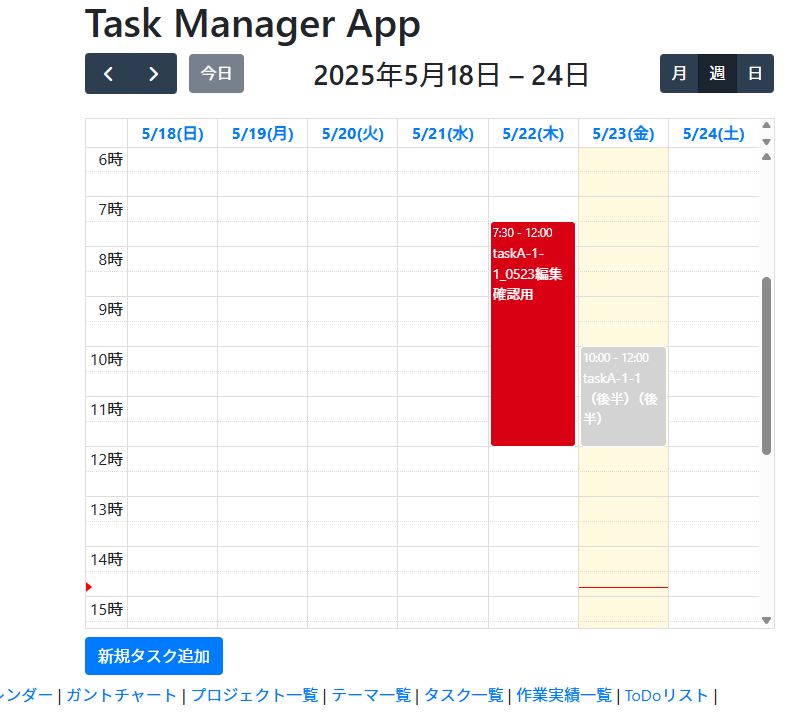 Task Manager App
今日
2025年5月18日 – 24日
月 週 日
5/18(日) 5/19(月) 5/20(火) 5/21(水) 5/22(木) 5/23(金) 5/24(土)
6時
7時
7:30 - 12:00
taskA-1-
1_0523編集
確認用
8時
9時
10時
10:00 - 12:00
taskA-1-1
（後半）（後
半）
11時
12時
13時
14時
15時
新規タスク追加
レンダー | ガントチャート | プロジェクト一覧 | テーマ一覧 | タスク一覧 | 作業実績一覧 | ToDoリスト |